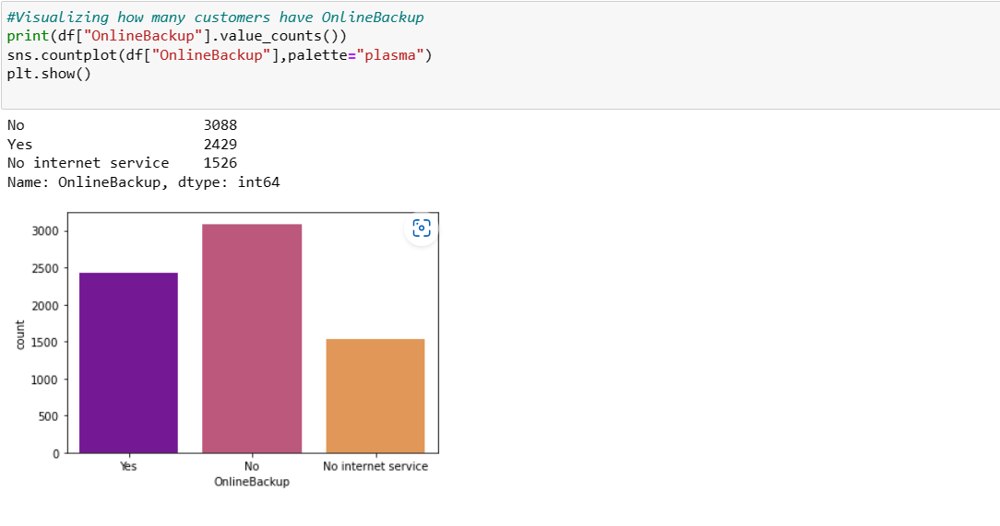 #Visualizing how many customers have OnlineBackup
print(df["OnlineBackup"].value_counts())
sns.countplot(df["OnlineBackup"],palette="plasma")
plt.show()
No 3088
Yes 2429
No internet service 1526
Name: OnlineBackup, dtype: int64
3000
2500
2000
1500
1000
500
0
count
Yes No No internet service
OnlineBackup